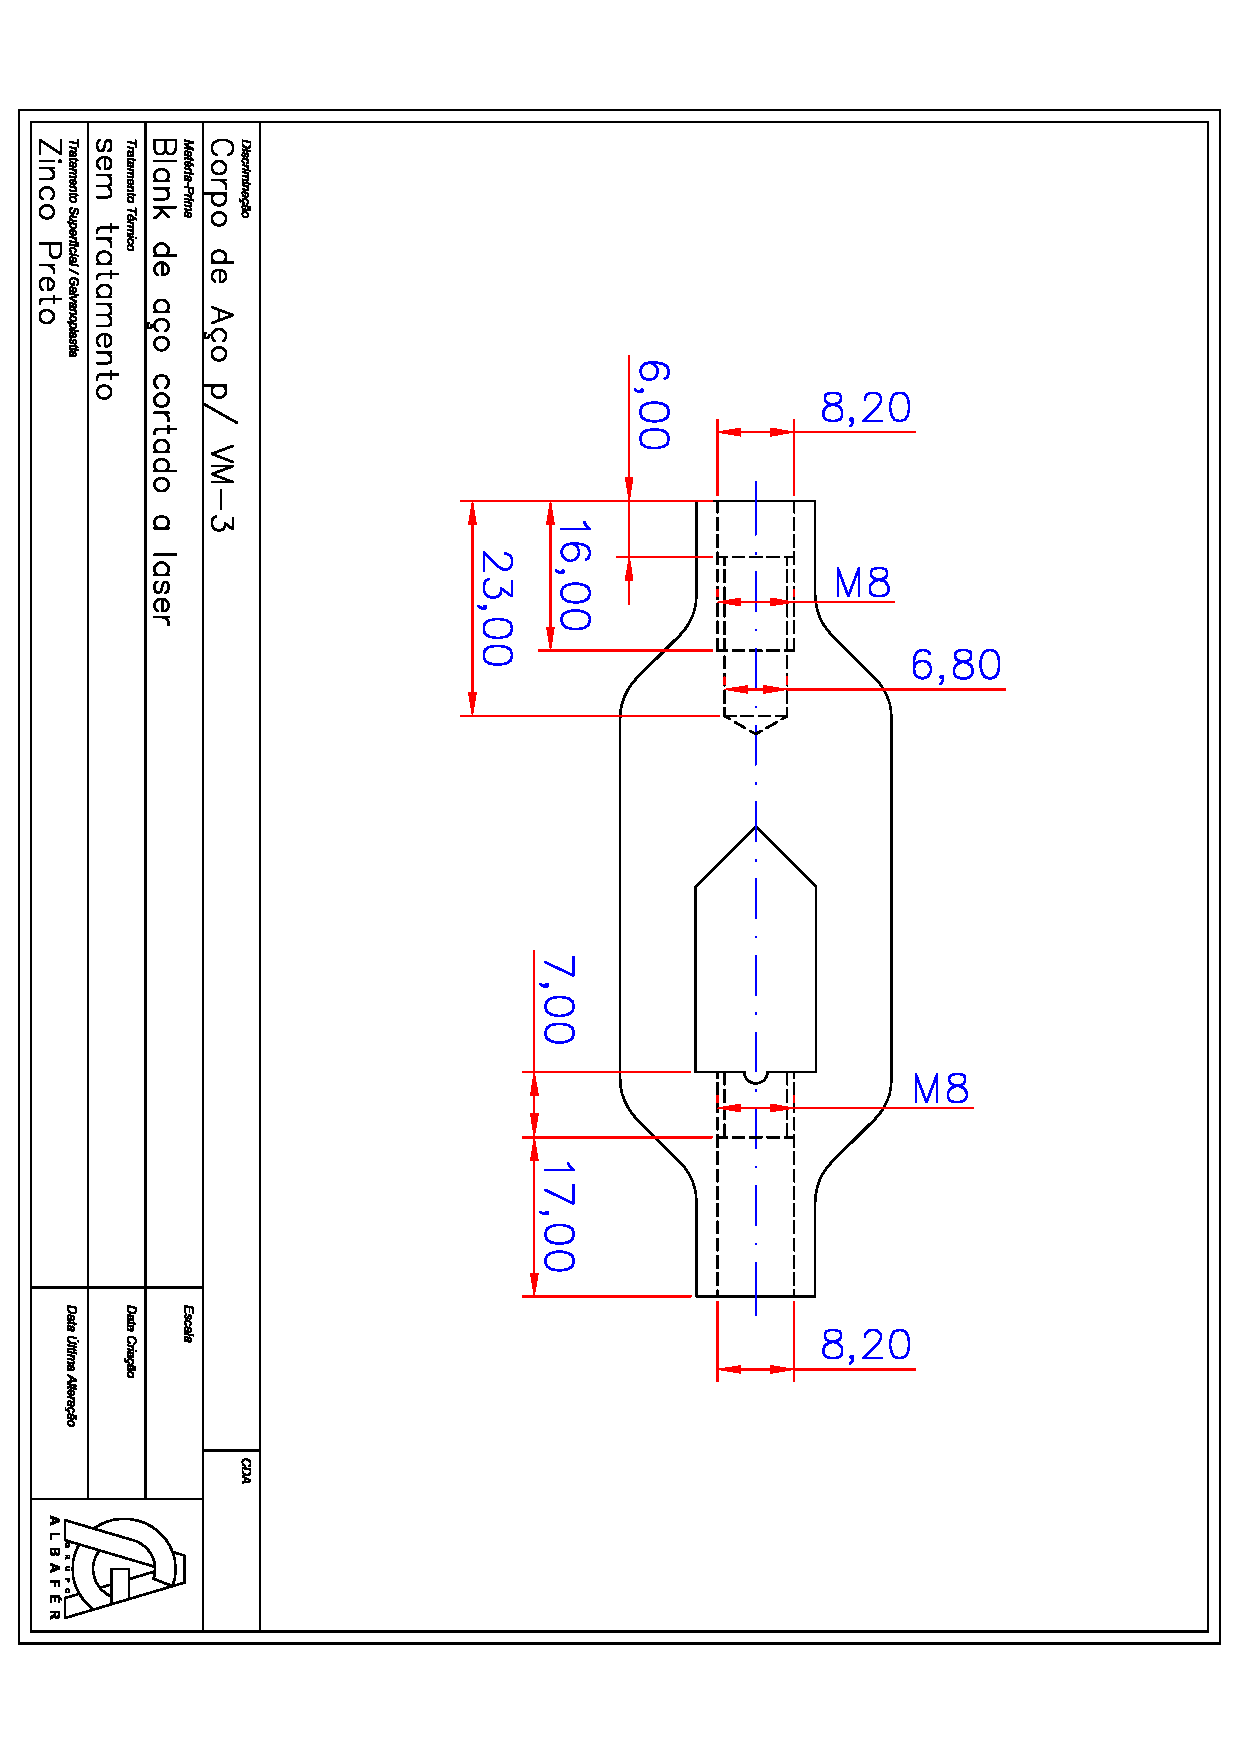 6,00
8,20
16,00
23,00
M8
6,80
7,00
M8
17,00
8,20
Discriminação
Corpo de Aço p/ VM-3
CDA
Matéria-Prima
Blank de aço cortado a laser
Escala
Tratamento Térmico
sem tratamento
Data Criação
Tratamento Superficial / Galvanoplastia
Zinco Preto
Data Última Alteração
GRUPO
ALBAFÉR